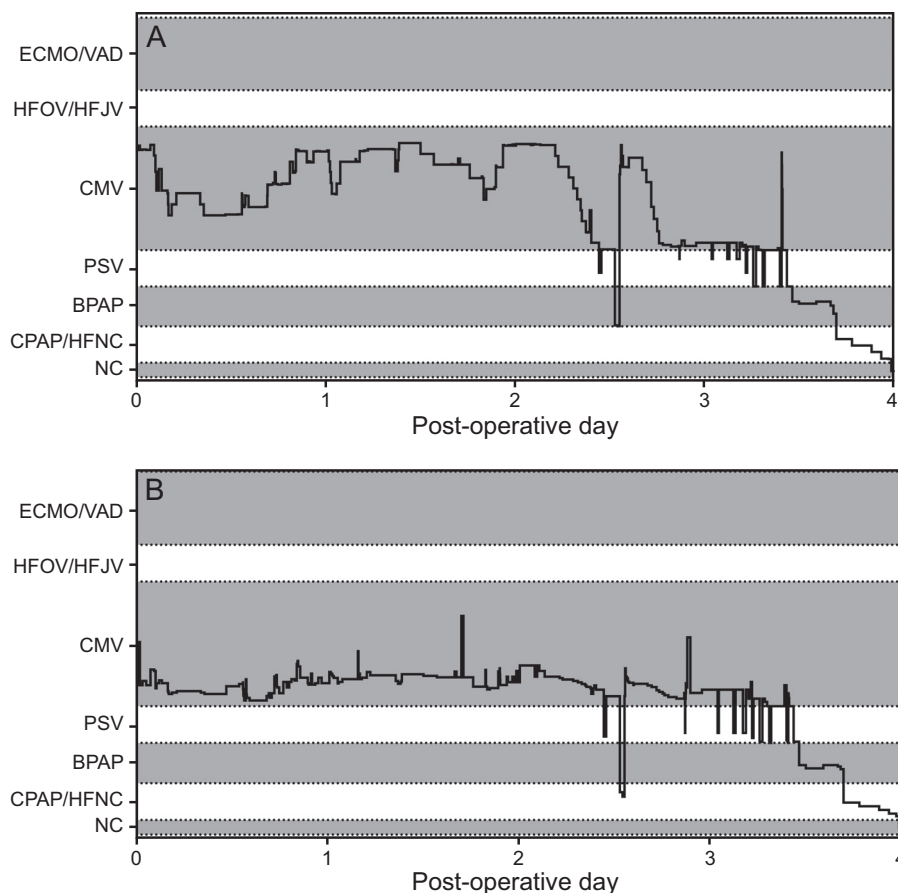 A
ECMO/VAD
HFOV/HFJV
CMV
PSV
BPAP
CPAP/HFNC
NC
0 1 2 3 4
Post-operative day
B
ECMO/VAD
HFOV/HFJV
CMV
PSV
BPAP
CPAP/HFNC
NC
0 1 2 3 4
Post-operative day